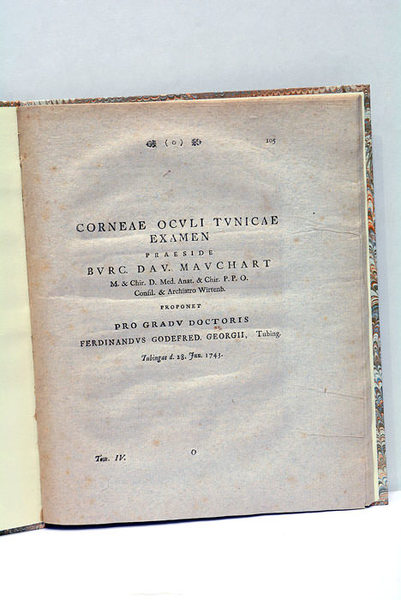 ( o ) 105
CORNEAE OCVLI TVNICAE
EXAMEN
PRAESIDE
BVRC. DAV. MAVCHART
M. & Chir. D. Med. Anat. & Chir. P. P. O.
Consil. & Archiatro Wirtenb.
PROPONET
PRO GRADV DOCTORIS
FERDINANDVS GODEFRED. GEORGII, Tubing.
Tubingae d. 28. Jun. 1743.
Tom. IV. O